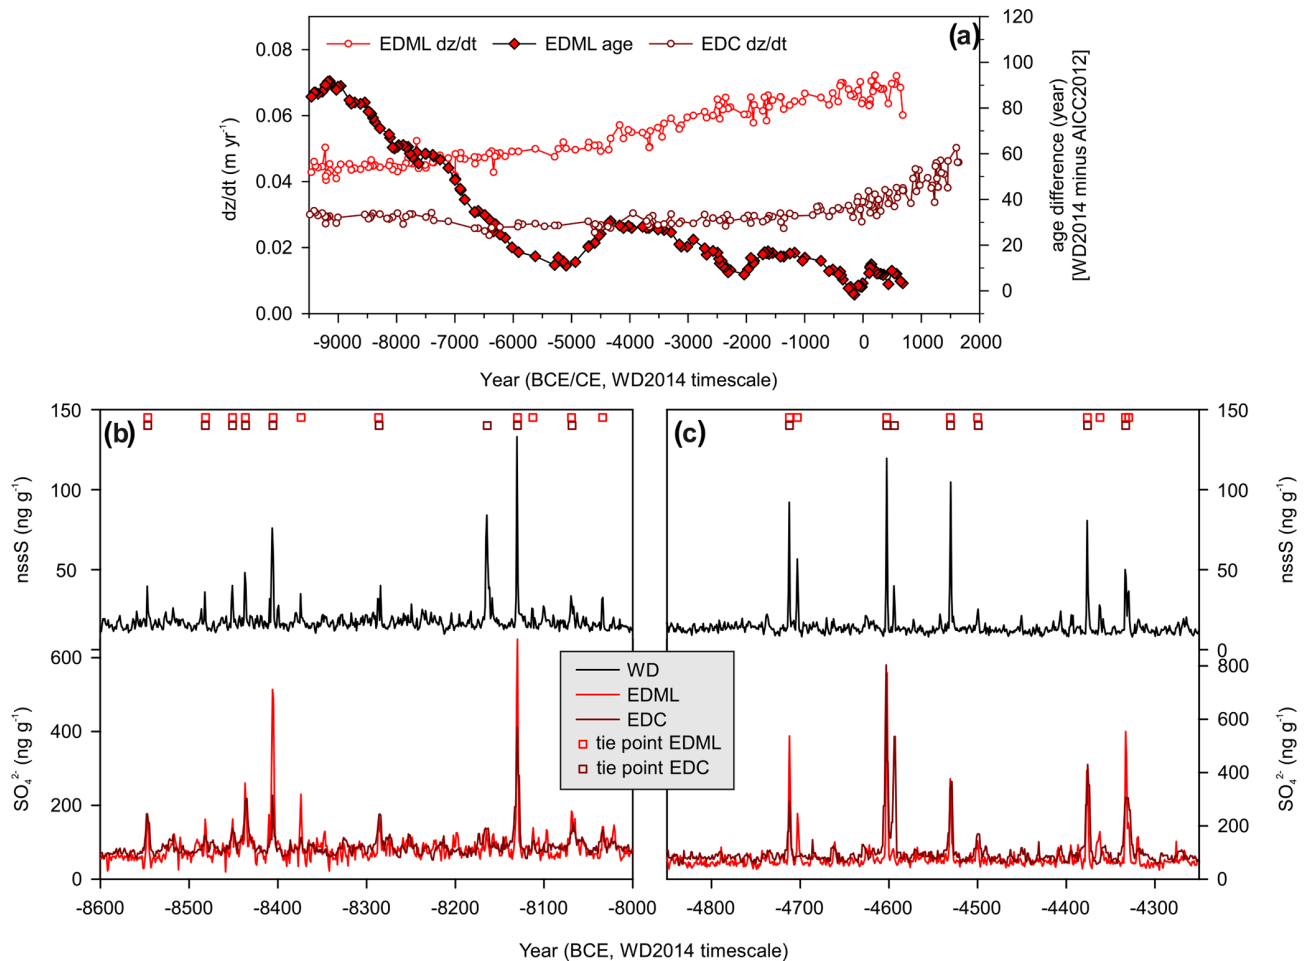 EDML dz/dt
EDML age
EDC dz/dt
(a)
0.08
0.06
0.04
0.02
0.00
dz/dt (m yr⁻¹)
120
100
80
60
40
20
0
age difference (year)
[WD2014 minus AICC2012]
-9000 -8000 -7000 -6000 -5000 -4000 -3000 -2000 -1000 0 1000 2000
Year (BCE/CE, WD2014 timescale)
(b)
150
100
50
nssS (ng g⁻¹)
600
400
200
0
SO₄²⁻ (ng g⁻¹)
-8600 -8500 -8400 -8300 -8200 -8100 -8000
(c)
150
100
50
0
nssS (ng g⁻¹)
800
600
400
200
0
SO₄²⁻ (ng g⁻¹)
-4800 -4700 -4600 -4500 -4400 -4300
WD
EDML
EDC
tie point EDML
tie point EDC
Year (BCE, WD2014 timescale)